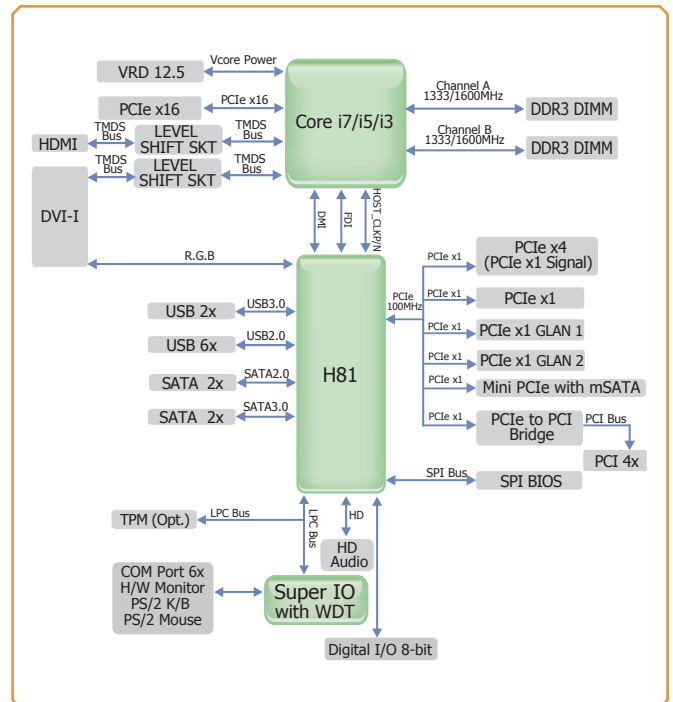 Vcore Power
VRD 12.5
PCIe x16
PCIe x16
Core i7/i5/i3
Channel A
1333/1600MHz
DDR3 DIMM
Channel B
1333/1600MHz
DDR3 DIMM
HDMI
TMDS
Bus
LEVEL
SHIFT SKT
TMDS
Bus
TMDS
Bus
LEVEL
SHIFT SKT
TMDS
Bus
DVI-I
DMI
FDI
HOST_CLKP/N
R.G.B
H81
USB 2x
USB3.0
USB 6x
USB2.0
SATA 2x
SATA2.0
SATA 2x
SATA3.0
PCIe
100MHz
PCIe x1
PCIe x4
(PCIe x1 Signal)
PCIe x1
PCIe x1
PCIe x1
PCIe x1 GLAN 1
PCIe x1
PCIe x1 GLAN 2
PCIe x1
Mini PCIe with mSATA
PCIe x1
PCIe to PCI
Bridge
PCI Bus
PCI 4x
SPI Bus
SPI BIOS
TPM (Opt.)
LPC Bus
LPC Bus
HD
HD
Audio
COM Port 6x
H/W Monitor
PS/2 K/B
PS/2 Mouse
Super IO
with WDT
Digital I/O 8-bit